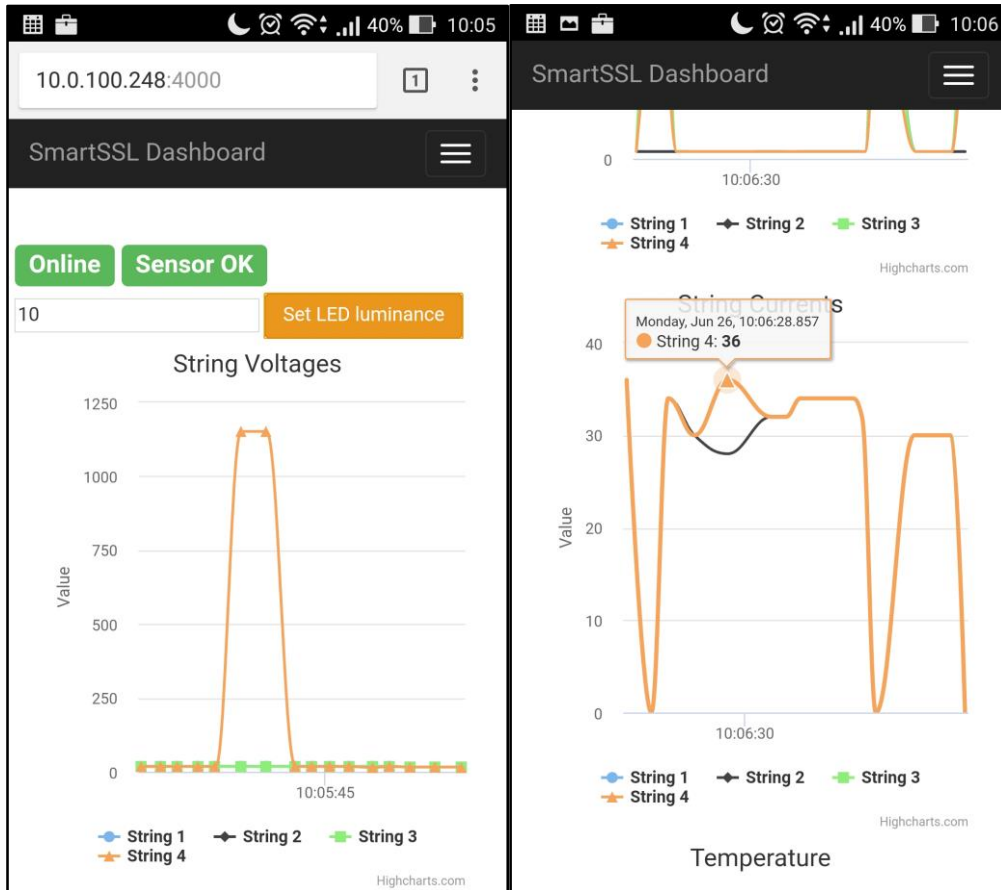 40% 10:05
10.0.100.248:4000
1
SmartSSL Dashboard
Online Sensor OK
10 Set LED luminance
String Voltages
1250
1000
750
500
250
0
Value
10:05:45
String 1 String 2 String 3
String 4
Highcharts.com
40% 10:06
SmartSSL Dashboard
0
10:06:30
String 1 String 2 String 3
String 4
Highcharts.com
String Currents
Monday, Jun 26, 10:06:28.857
String 4: 36
40
30
20
10
0
Value
10:06:30
String 1 String 2 String 3
String 4
Highcharts.com
Temperature